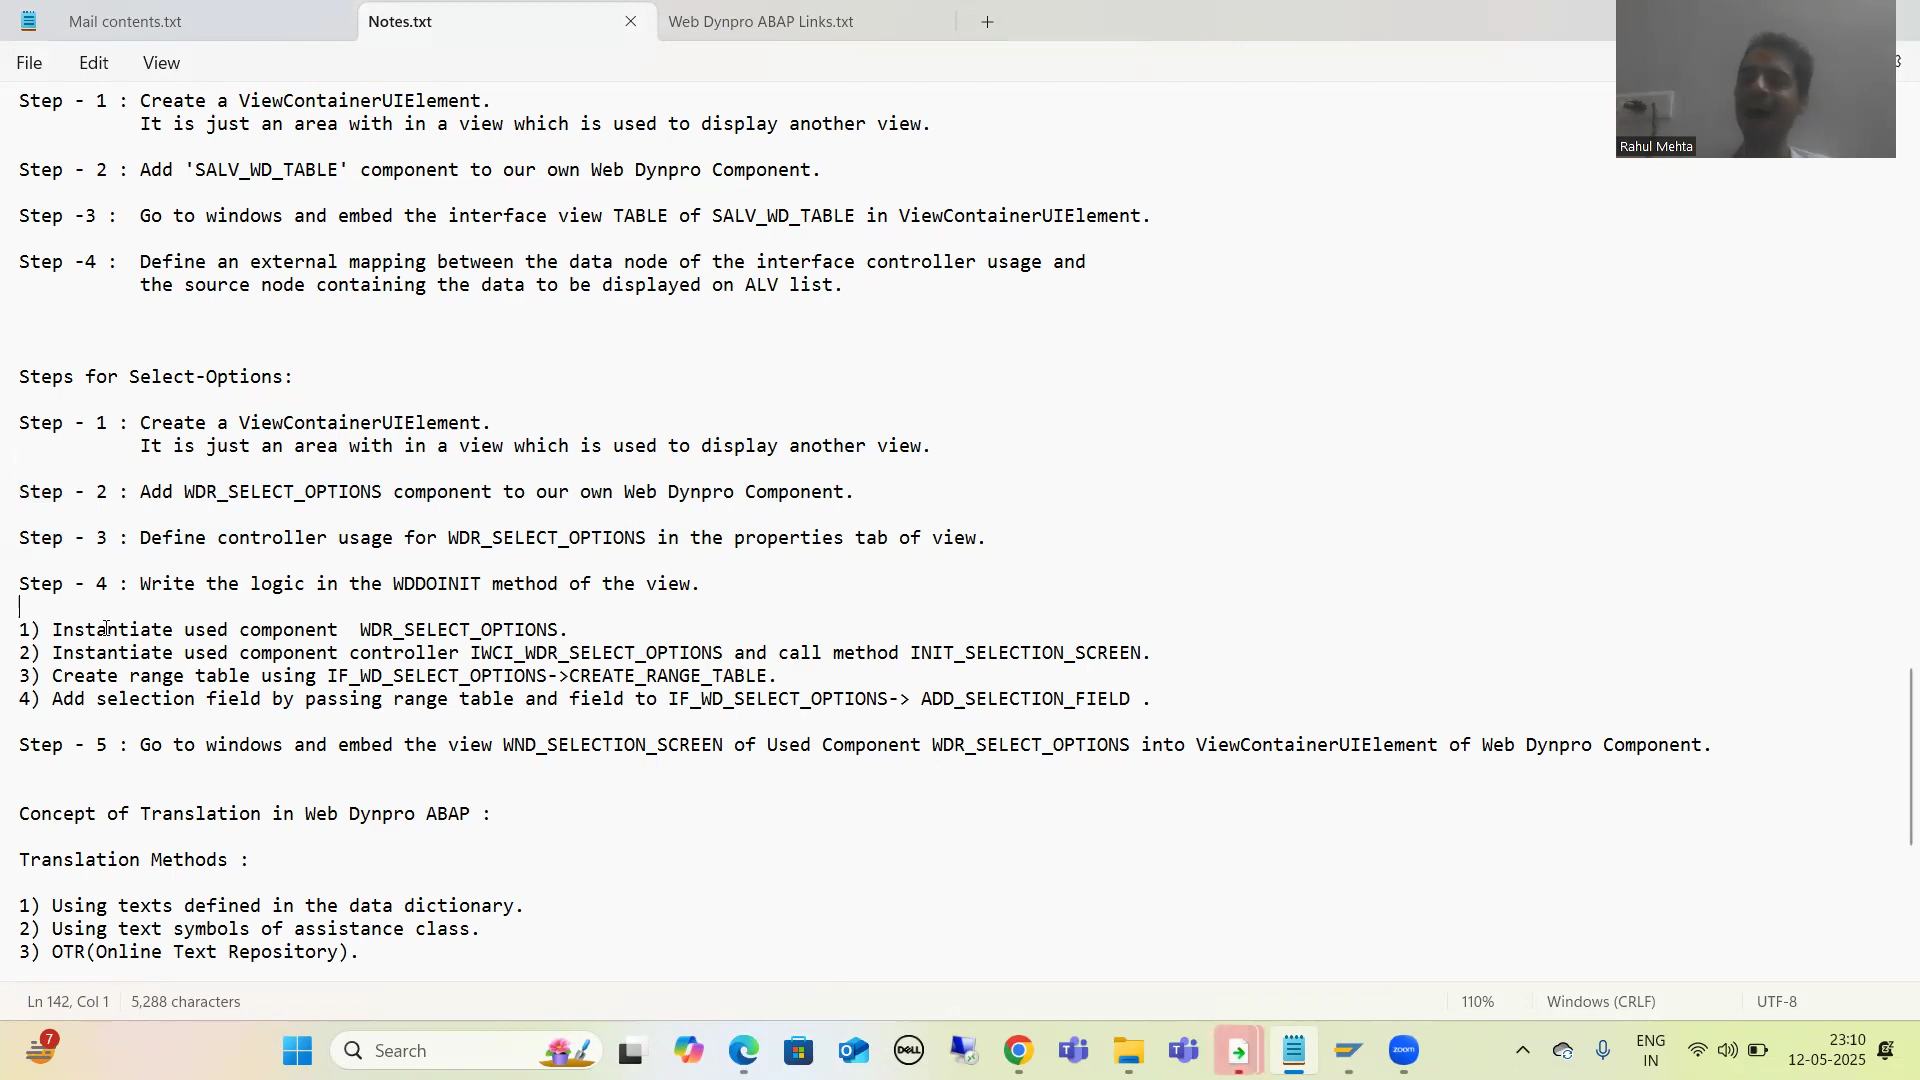 Mail contents.txt
Notes.txt
Web Dynpro ABAP Links.txt
File
Edit
View
Rahul Mehta
Step - 1 : Create a ViewContainerUIElement.
It is just an area with in a view which is used to display another view.
Step - 2 : Add 'SALV_WD_TABLE' component to our own Web Dynpro Component.
Step -3 :  Go to windows and embed the interface view TABLE of SALV_WD_TABLE in ViewContainerUIElement.
Step -4 :  Define an external mapping between the data node of the interface controller usage and
the source node containing the data to be displayed on ALV list.
Steps for Select-Options:
Step - 1 : Create a ViewContainerUIElement.
It is just an area with in a view which is used to display another view.
Step - 2 : Add WDR_SELECT_OPTIONS component to our own Web Dynpro Component.
Step - 3 : Define controller usage for WDR_SELECT_OPTIONS in the properties tab of view.
Step - 4 : Write the logic in the WDDOINIT method of the view.
1) Instantiate used component  WDR_SELECT_OPTIONS.
2) Instantiate used component controller IWCI_WDR_SELECT_OPTIONS and call method INIT_SELECTION_SCREEN.
3) Create range table using IF_WD_SELECT_OPTIONS->CREATE_RANGE_TABLE.
4) Add selection field by passing range table and field to IF_WD_SELECT_OPTIONS-> ADD_SELECTION_FIELD .
Step - 5 : Go to windows and embed the view WND_SELECTION_SCREEN of Used Component WDR_SELECT_OPTIONS into ViewContainerUIElement of Web Dynpro Component.
Concept of Translation in Web Dynpro ABAP :
Translation Methods :
1) Using texts defined in the data dictionary.
2) Using text symbols of assistance class.
3) OTR(Online Text Repository).
Ln 142, Col 1
5,288 characters
110%
Windows (CRLF)
UTF-8
7
Search
DELL
zoom
ENG
IN
23:10
12-05-2025